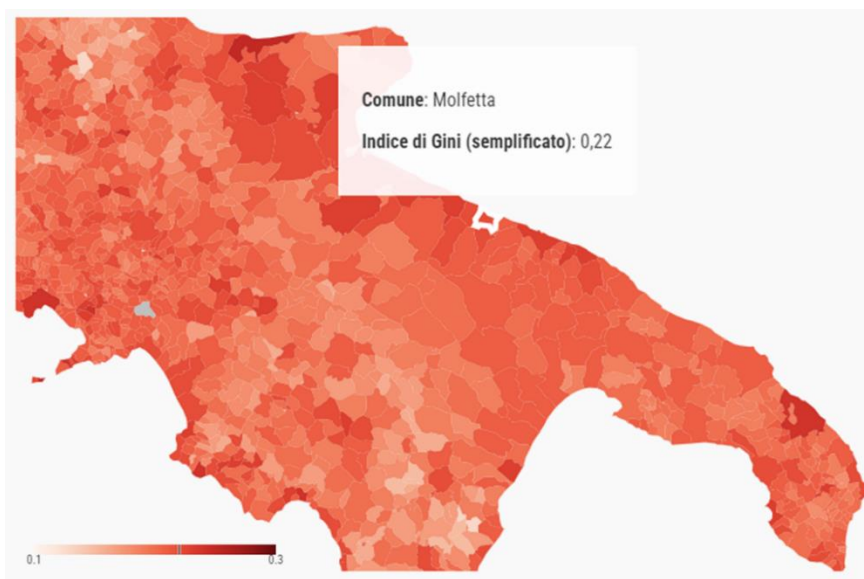 Comune: Molfetta
Indice di Gini (semplificato): 0,22
0.1
0.3